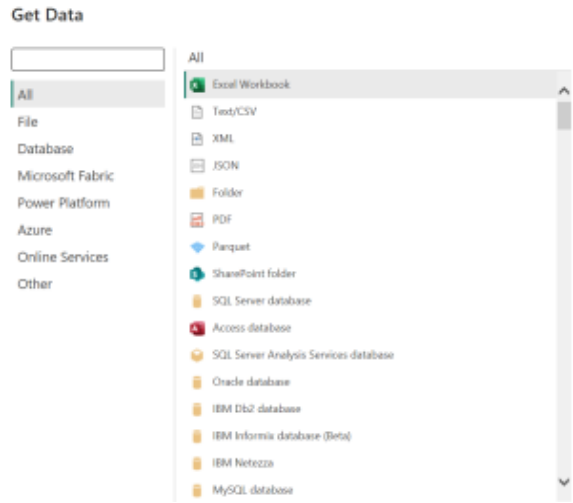 Get Data
All
File
Database
Microsoft Fabric
Power Platform
Azure
Online Services
Other
All
Excel Workbook
Text/CSV
XML
JSON
Folder
PDF
Parquet
SharePoint folder
SQL Server database
Access database
SQL Server Analysis Services database
Oracle database
IBM Db2 database
IBM Informix database (Beta)
IBM Netezza
MySQL database